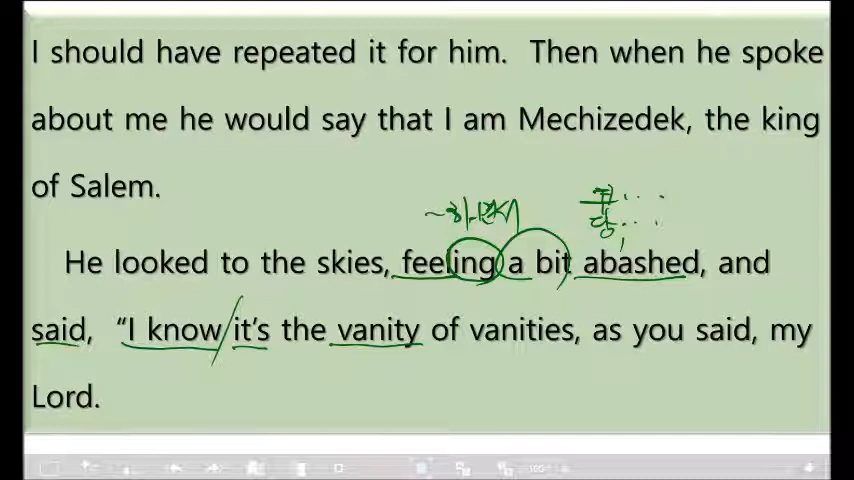 I should have repeated it for him. Then when he spoke
about me he would say that I am Mechizedek, the king
of Salem.
~하면서
He looked to the skies, feeling a bit abashed, and
said, “I know it’s the vanity of vanities, as you said, my
Lord.